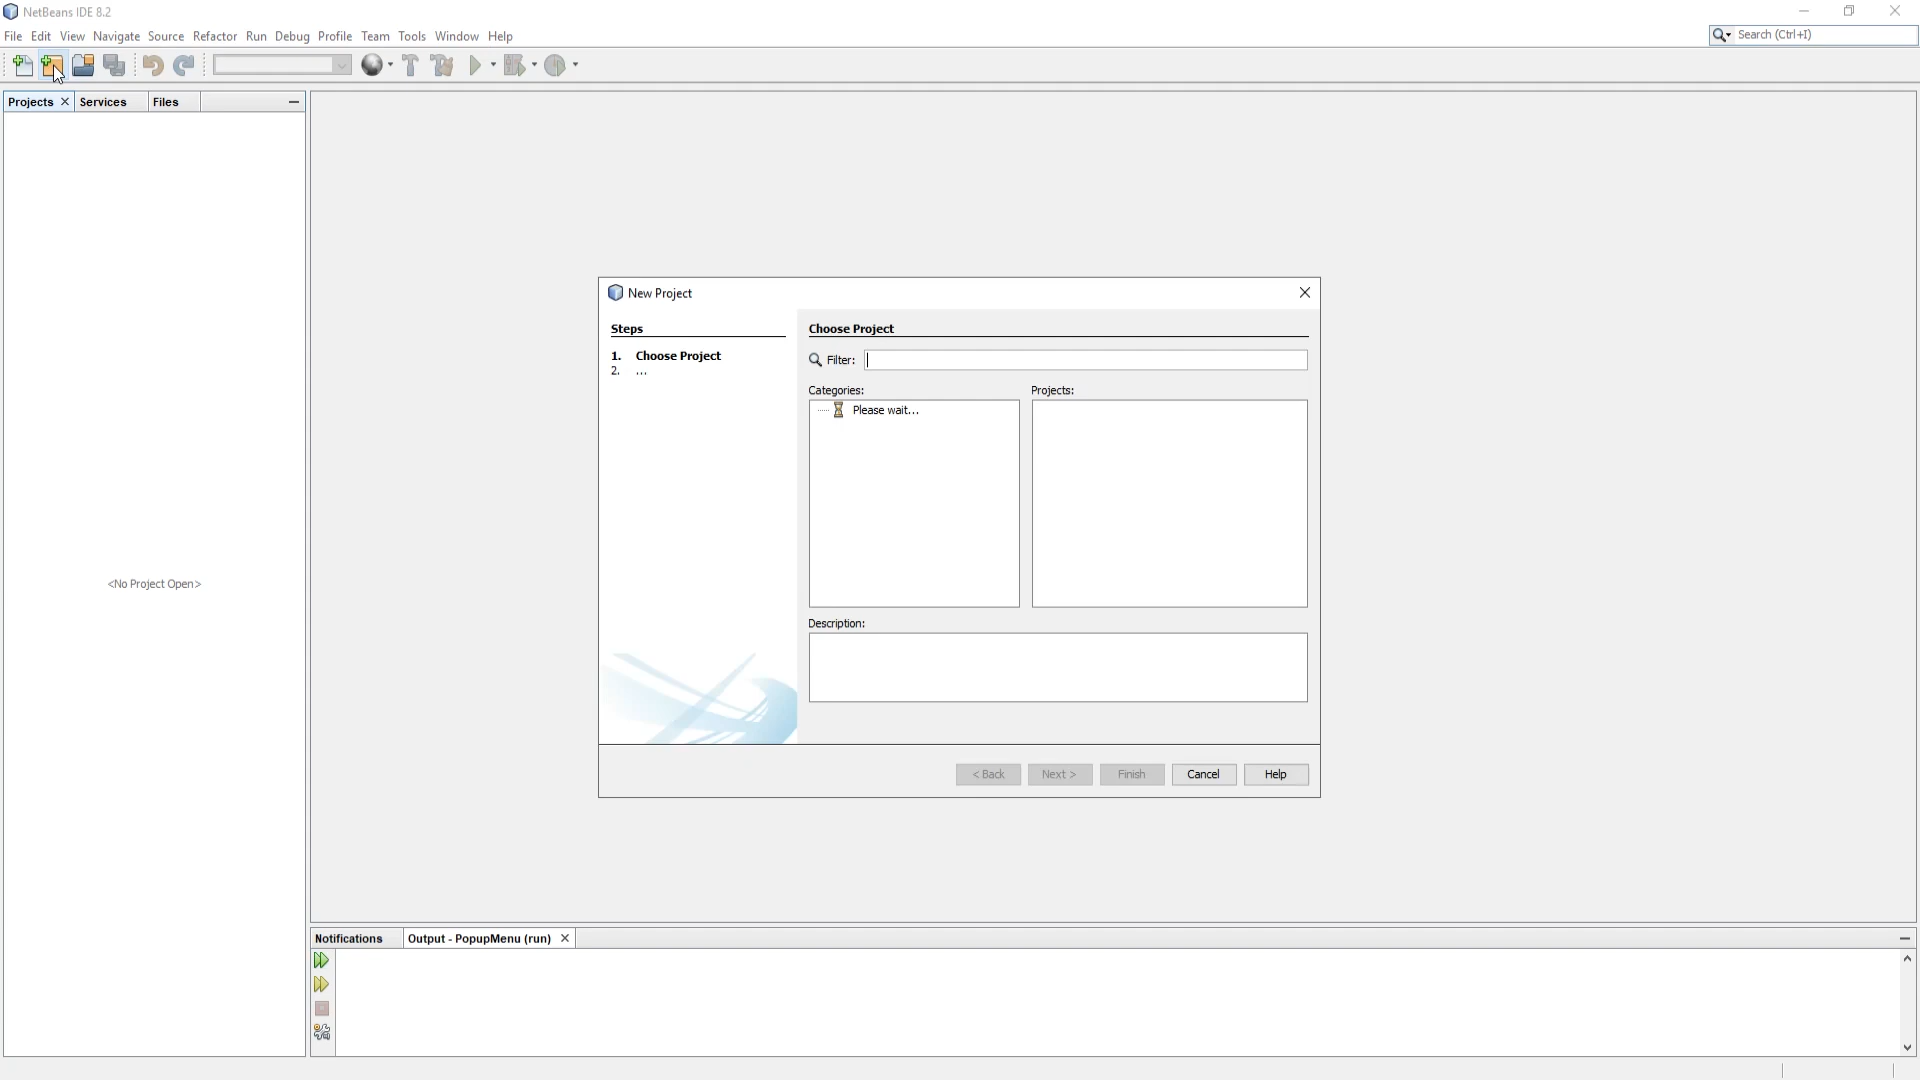 NetBeans IDE 8.2
File Edit View Navigate Source Refactor Run Debug Profile Team Tools Window Help
Search (Ctrl+I)
Projects Services Files
<No Project Open>
New Project
Steps
1. Choose Project
2. ...
Choose Project
Filter:
Categories: Projects:
Please wait...
Description:
< Back Next > Finish Cancel Help
Notifications Output - PopupMenu (run)